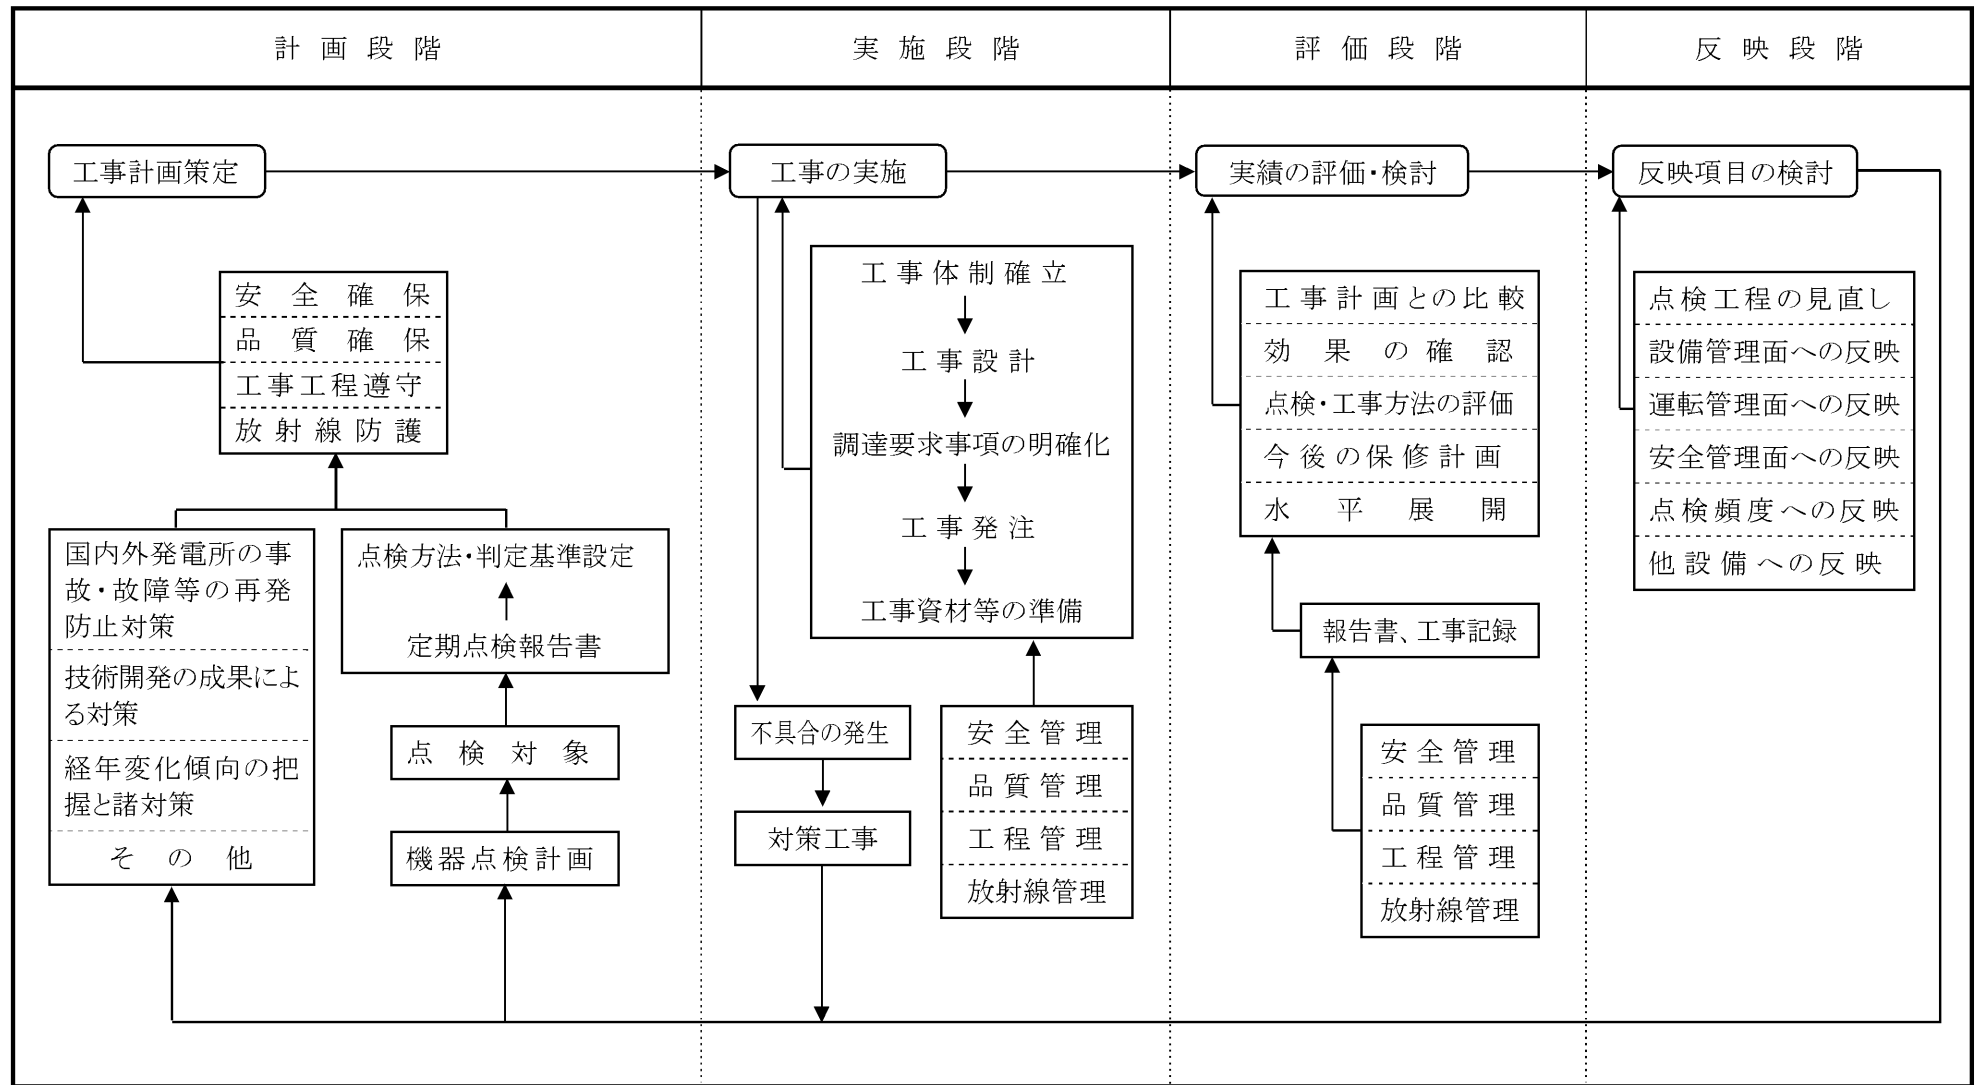 計画段階
実施段階
評価段階
反映段階
工事計画策定
工事の実施
実績の評価・検討
反映項目の検討
安全確保
品質確保
工事工程遵守
放射線防護
国内外発電所の事
故・故障等の再発
防止対策
技術開発の成果によ
る対策
経年変化傾向の把
握と諸対策
その他
点検方法・判定基準設定
定期点検報告書
点検対象
機器点検計画
工事体制確立
工事設計
調達要求事項の明確化
工事発注
工事資材等の準備
不具合の発生
対策工事
安全管理
品質管理
工程管理
放射線管理
工事計画との比較
効果の確認
点検・工事方法の評価
今後の保修計画
水平展開
報告書、工事記録
安全管理
品質管理
工程管理
放射線管理
点検工程の見直し
設備管理面への反映
運転管理面への反映
安全管理面への反映
点検頻度への反映
他設備への反映